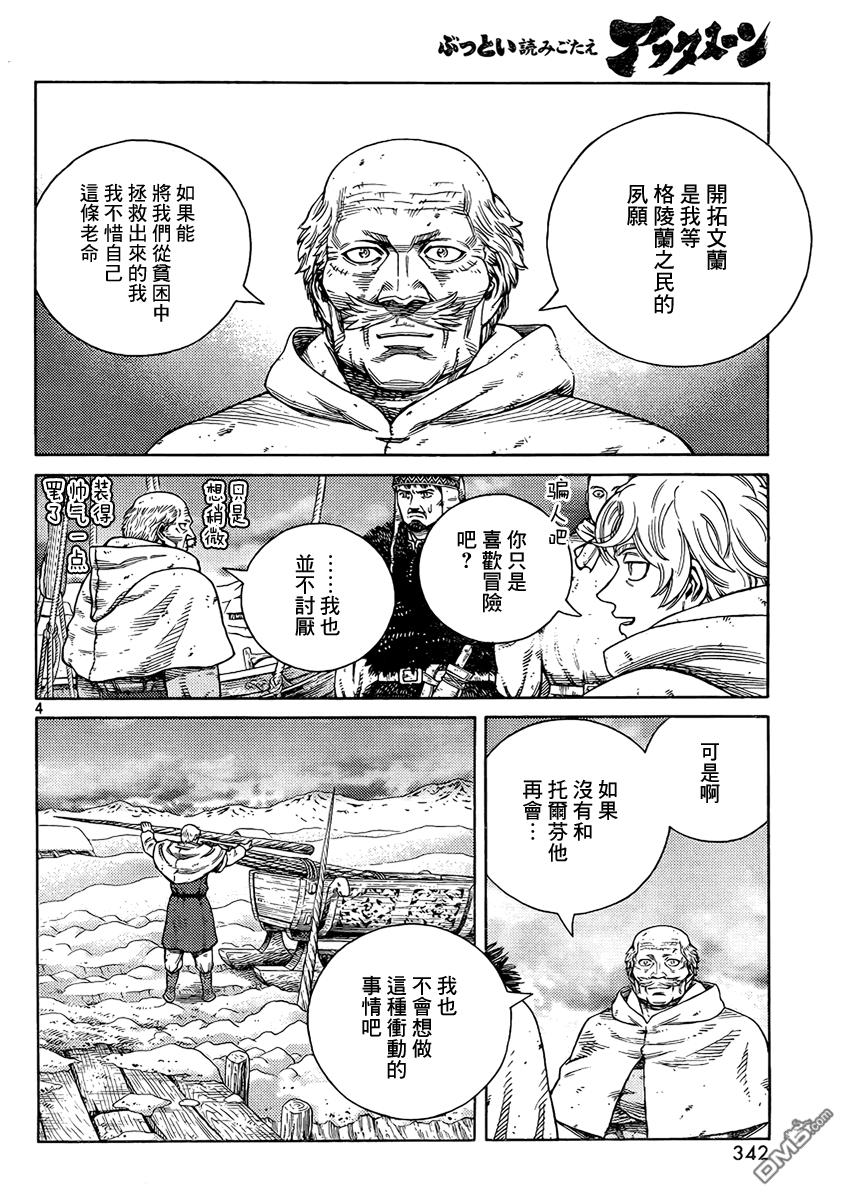 ぶっとい読みごたえ アフタヌーン
開拓文蘭
是我等
格陵蘭之民的
夙願
如果能
將我們從貧困中
拯救出來的我
我不惜自己
這條老命
骗人吧
你只是
喜歡冒險
吧?
……我也
並不討厭
只是
想稍微
装得
帅气一点
罢了
4
可是啊
如果
沒有和
托爾芬他
再會…
我也
不會想做
這種衝動的
事情吧
342
DM5.com